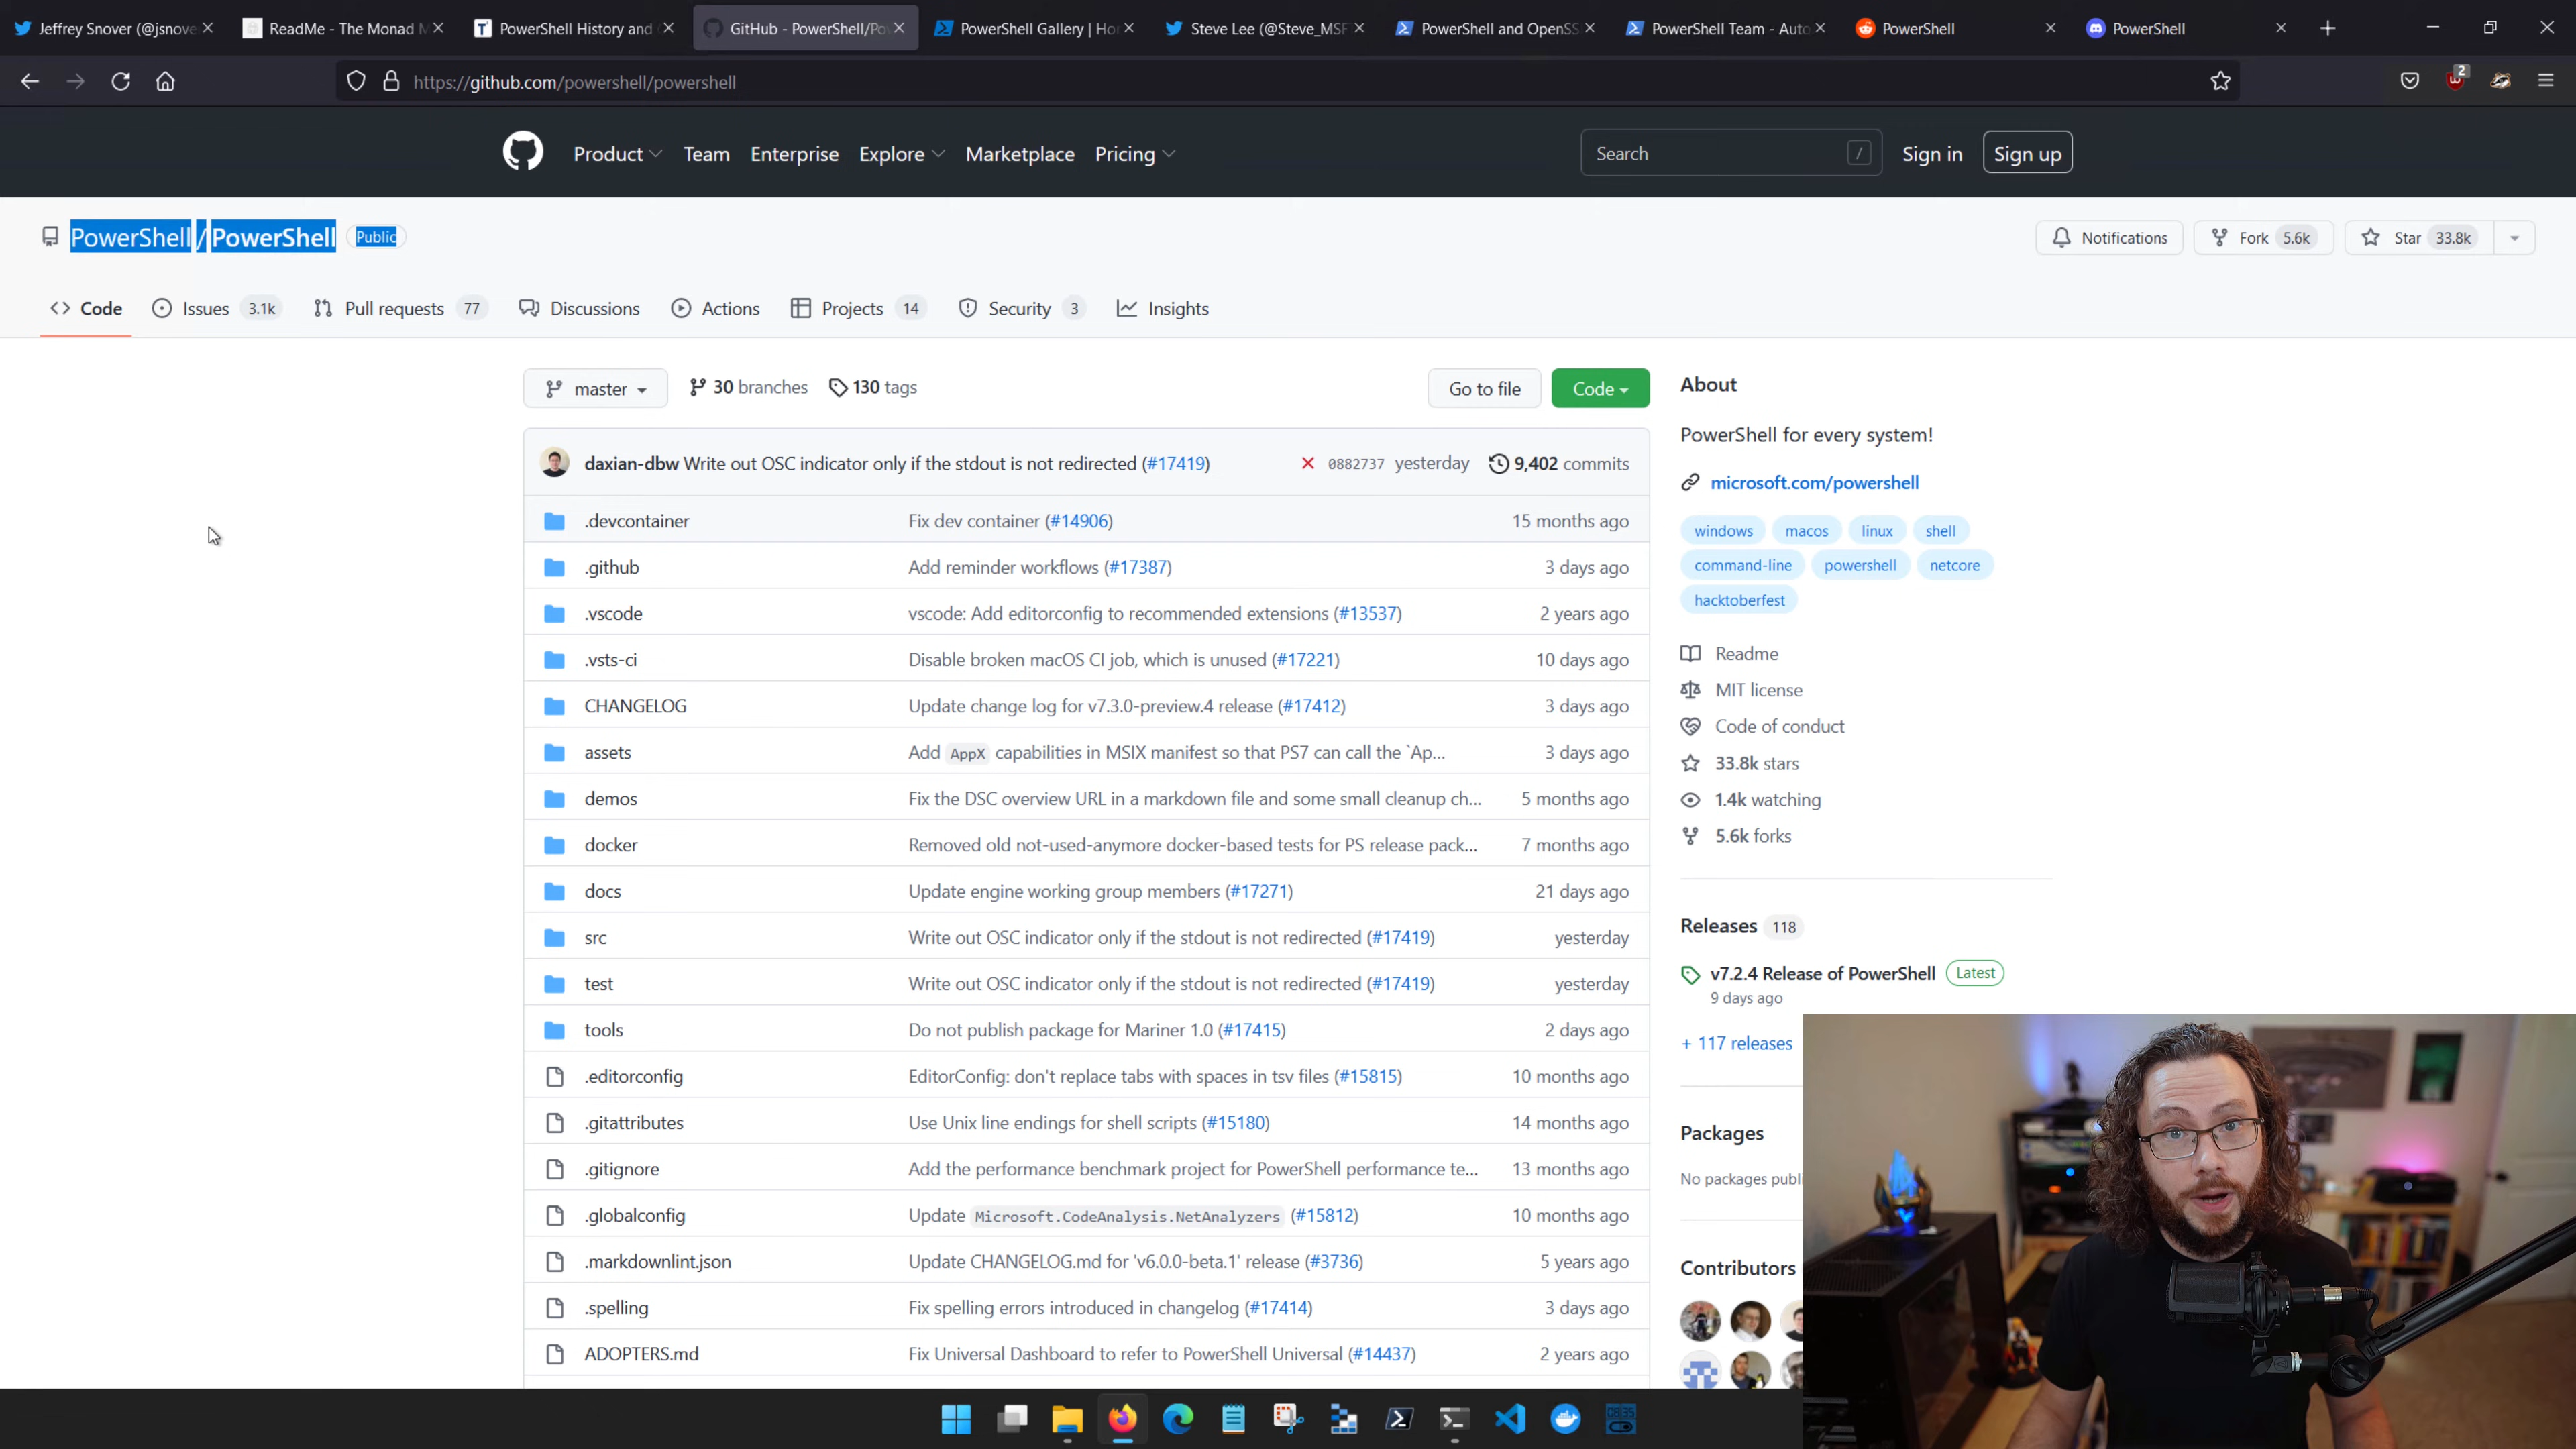 Jeffrey Snover (@jsnove
ReadMe - The Monad M
PowerShell History and
GitHub - PowerShell/Po
PowerShell Gallery | Ho
Steve Lee (@Steve_MSF
PowerShell and OpenSS
PowerShell Team - Auto
PowerShell
PowerShell
https://github.com/powershell/powershell
2
Product
Team
Enterprise
Explore
Marketplace
Pricing
Search /
Sign in
Sign up
PowerShell/PowerShell Public
Notifications
Fork 5.6k
Star 33.8k
Code
Issues 3.1k
Pull requests 77
Discussions
Actions
Projects 14
Security 3
Insights
master
30 branches
130 tags
Go to file
Code
daxian-dbw Write out OSC indicator only if the stdout is not redirected (#17419) 0882737 yesterday 9,402 commits
.devcontainer Fix dev container (#14906) 15 months ago
.github Add reminder workflows (#17387) 3 days ago
.vscode vscode: Add editorconfig to recommended extensions (#13537) 2 years ago
.vsts-ci Disable broken macOS CI job, which is unused (#17221) 10 days ago
CHANGELOG Update change log for v7.3.0-preview.4 release (#17412) 3 days ago
assets Add AppX capabilities in MSIX manifest so that PS7 can call the `Ap... 3 days ago
demos Fix the DSC overview URL in a markdown file and some small cleanup ch... 5 months ago
docker Removed old not-used-anymore docker-based tests for PS release pack... 7 months ago
docs Update engine working group members (#17271) 21 days ago
src Write out OSC indicator only if the stdout is not redirected (#17419) yesterday
test Write out OSC indicator only if the stdout is not redirected (#17419) yesterday
tools Do not publish package for Mariner 1.0 (#17415) 2 days ago
.editorconfig EditorConfig: don't replace tabs with spaces in tsv files (#15815) 10 months ago
.gitattributes Use Unix line endings for shell scripts (#15180) 14 months ago
.gitignore Add the performance benchmark project for PowerShell performance te... 13 months ago
.globalconfig Update Microsoft.CodeAnalysis.NetAnalyzers (#15812) 10 months ago
.markdownlint.json Update CHANGELOG.md for 'v6.0.0-beta.1' release (#3736) 5 years ago
.spelling Fix spelling errors introduced in changelog (#17414) 3 days ago
ADOPTERS.md Fix Universal Dashboard to refer to PowerShell Universal (#14437) 2 years ago
About
PowerShell for every system!
microsoft.com/powershell
windows macos linux shell
command-line powershell netcore
hacktoberfest
Readme
MIT license
Code of conduct
33.8k stars
1.4k watching
5.6k forks
Releases 118
v7.2.4 Release of PowerShell Latest
9 days ago
+ 117 releases
Packages
No packages publi
Contributors